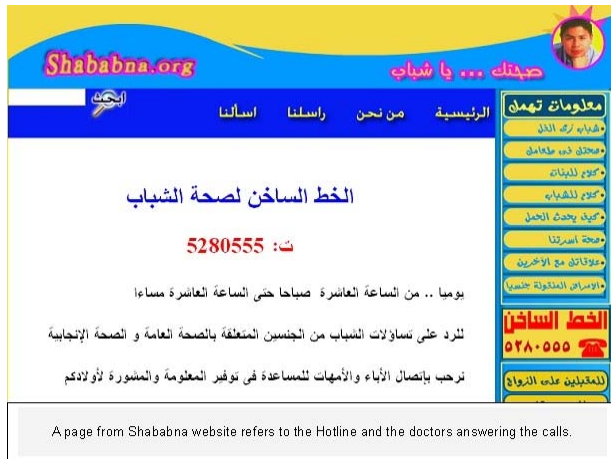 Shababna.org
صحتك ... يا شباب
ابحث
الرئيسية من نحن راسلنا اسألنا
معلومات تهمك
شباب زى الفل
صحتك فى طعامك
كلام للبنات
كلام للشباب
كيف يحدث الحمل
صحة اسرتنا
علاقاتك مع الآخرين
الامراض المنقولة جنسيا
الخط الساخن
٥٢٨٠٥٥٥
للمقبلين على الزواج
الخط الساخن لصحة الشباب
ت: 5280555
يوميا .. من الساعة العاشرة صباحا حتى الساعة العاشرة مساءا
للرد على تساؤلات الشباب من الجنسين المتعلقة بالصحة العامة و الصحة الإنجابية
نرحب بإتصال الأباء والأمهات للمساعدة فى توفير المعلومة والمشورة لأولادكم
A page from Shababna website refers to the Hotline and the doctors answering the calls.